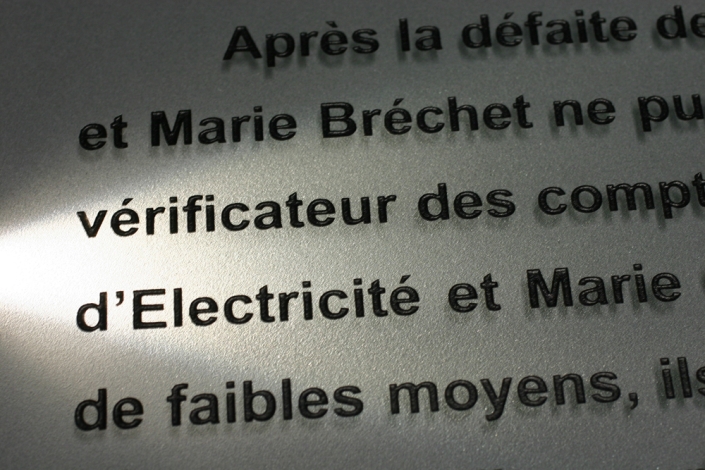 Après la défaite de
et Marie Bréchet ne pu
vérificateur des compt
d'Electricité et Marie
de faibles moyens, ils